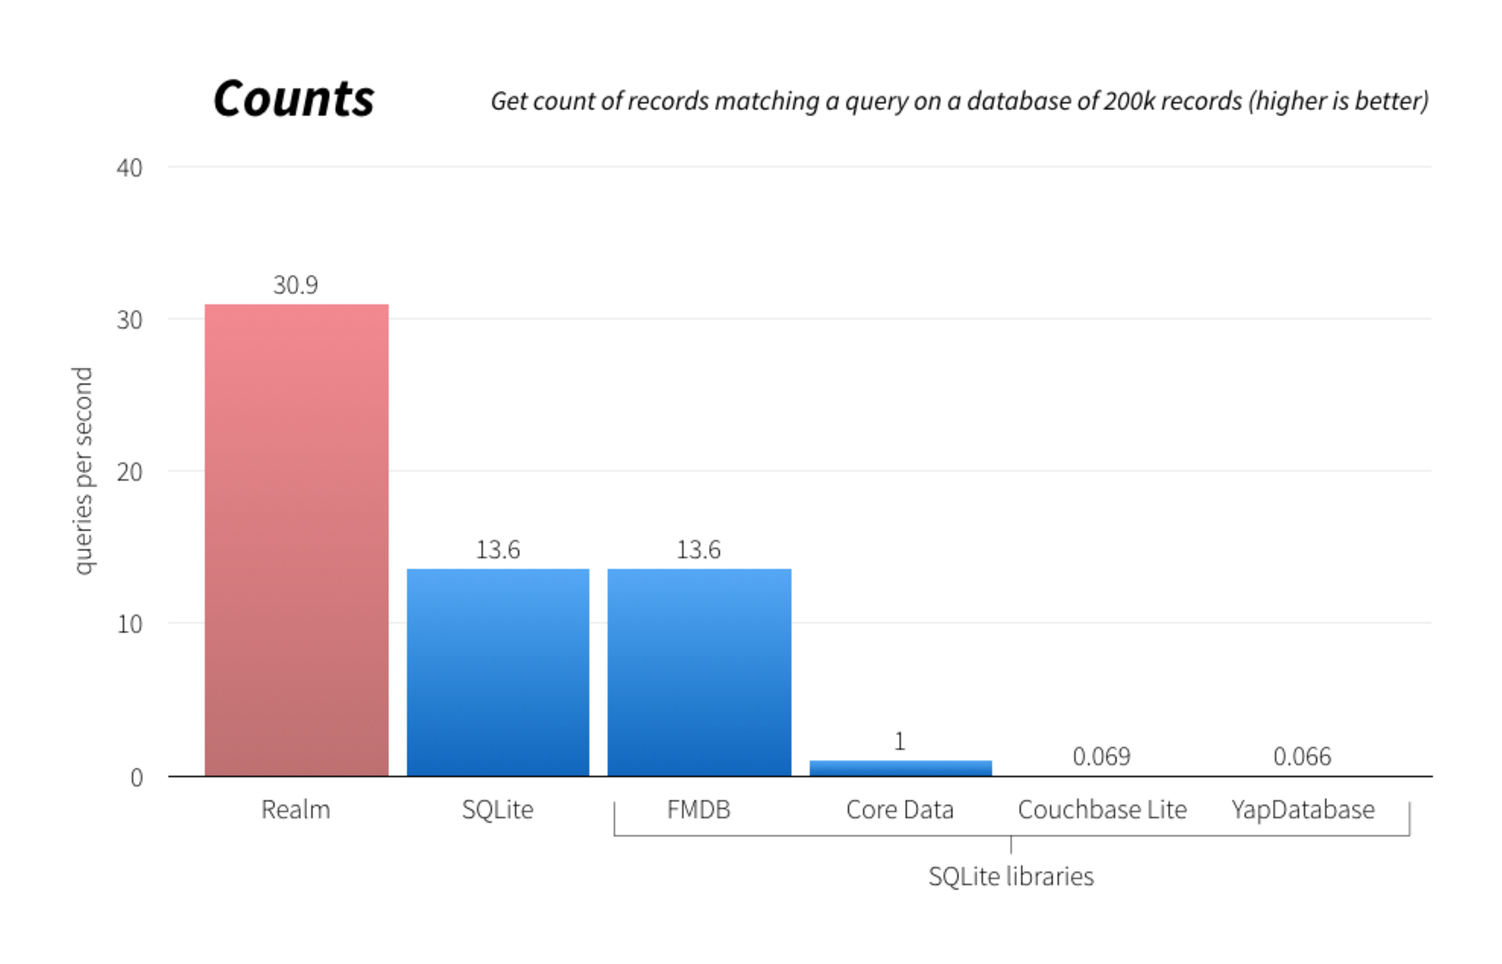 Counts
Get count of records matching a query on a database of 200k records (higher is better)
40
30
20
10
0
queries per second
30.9
13.6
13.6
1
0.069
0.066
Realm
SQLite
FMDB
Core Data
Couchbase Lite
YapDatabase
SQLite libraries